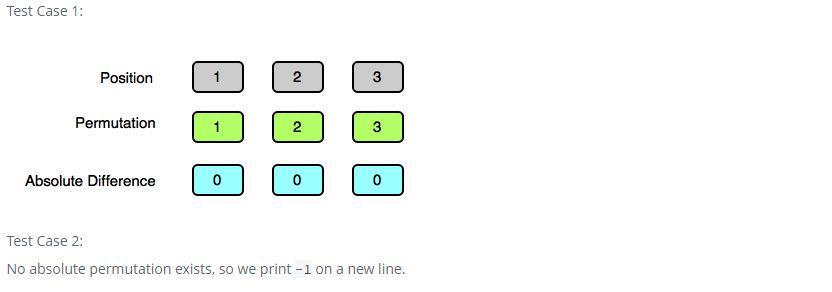 Test Case 1:
Position 1 2 3
Permutation 1 2 3
Absolute Difference 0 0 0
Test Case 2:
No absolute permutation exists, so we print -1 on a new line.